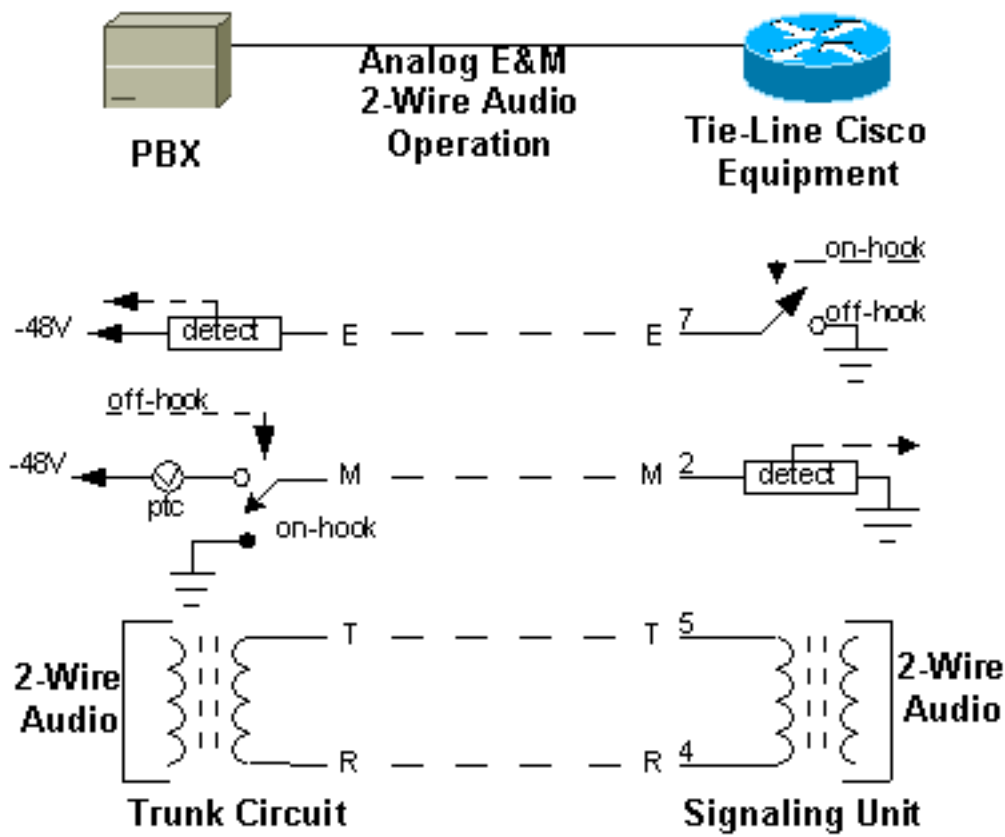 Analog E&M
2-Wire Audio
Operation
PBX
Tie-Line Cisco
Equipment
on-hook
-48V
detect
E
E
7
off-hook
off-hook
-48V
ptc
M
M
2
detect
on-hook
T
T
5
2-Wire
Audio
2-Wire
Audio
R
R
4
Trunk Circuit
Signaling Unit